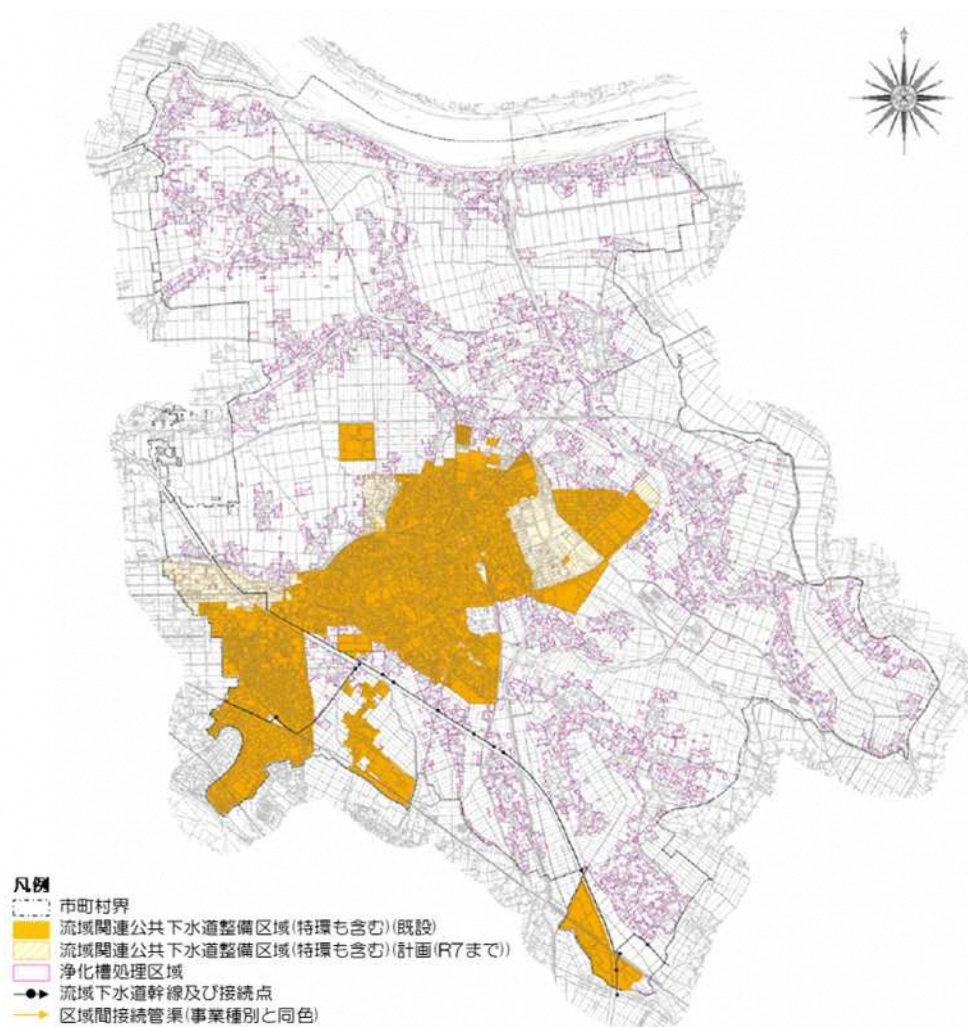 凡例
市町村界
流域関連公共下水道整備区域(特環も含む)(既設)
流域関連公共下水道整備区域(特環も含む)(計画(R7まで))
浄化槽処理区域
流域下水道幹線及び接続点
区域間接続管渠(事業種別と同色)